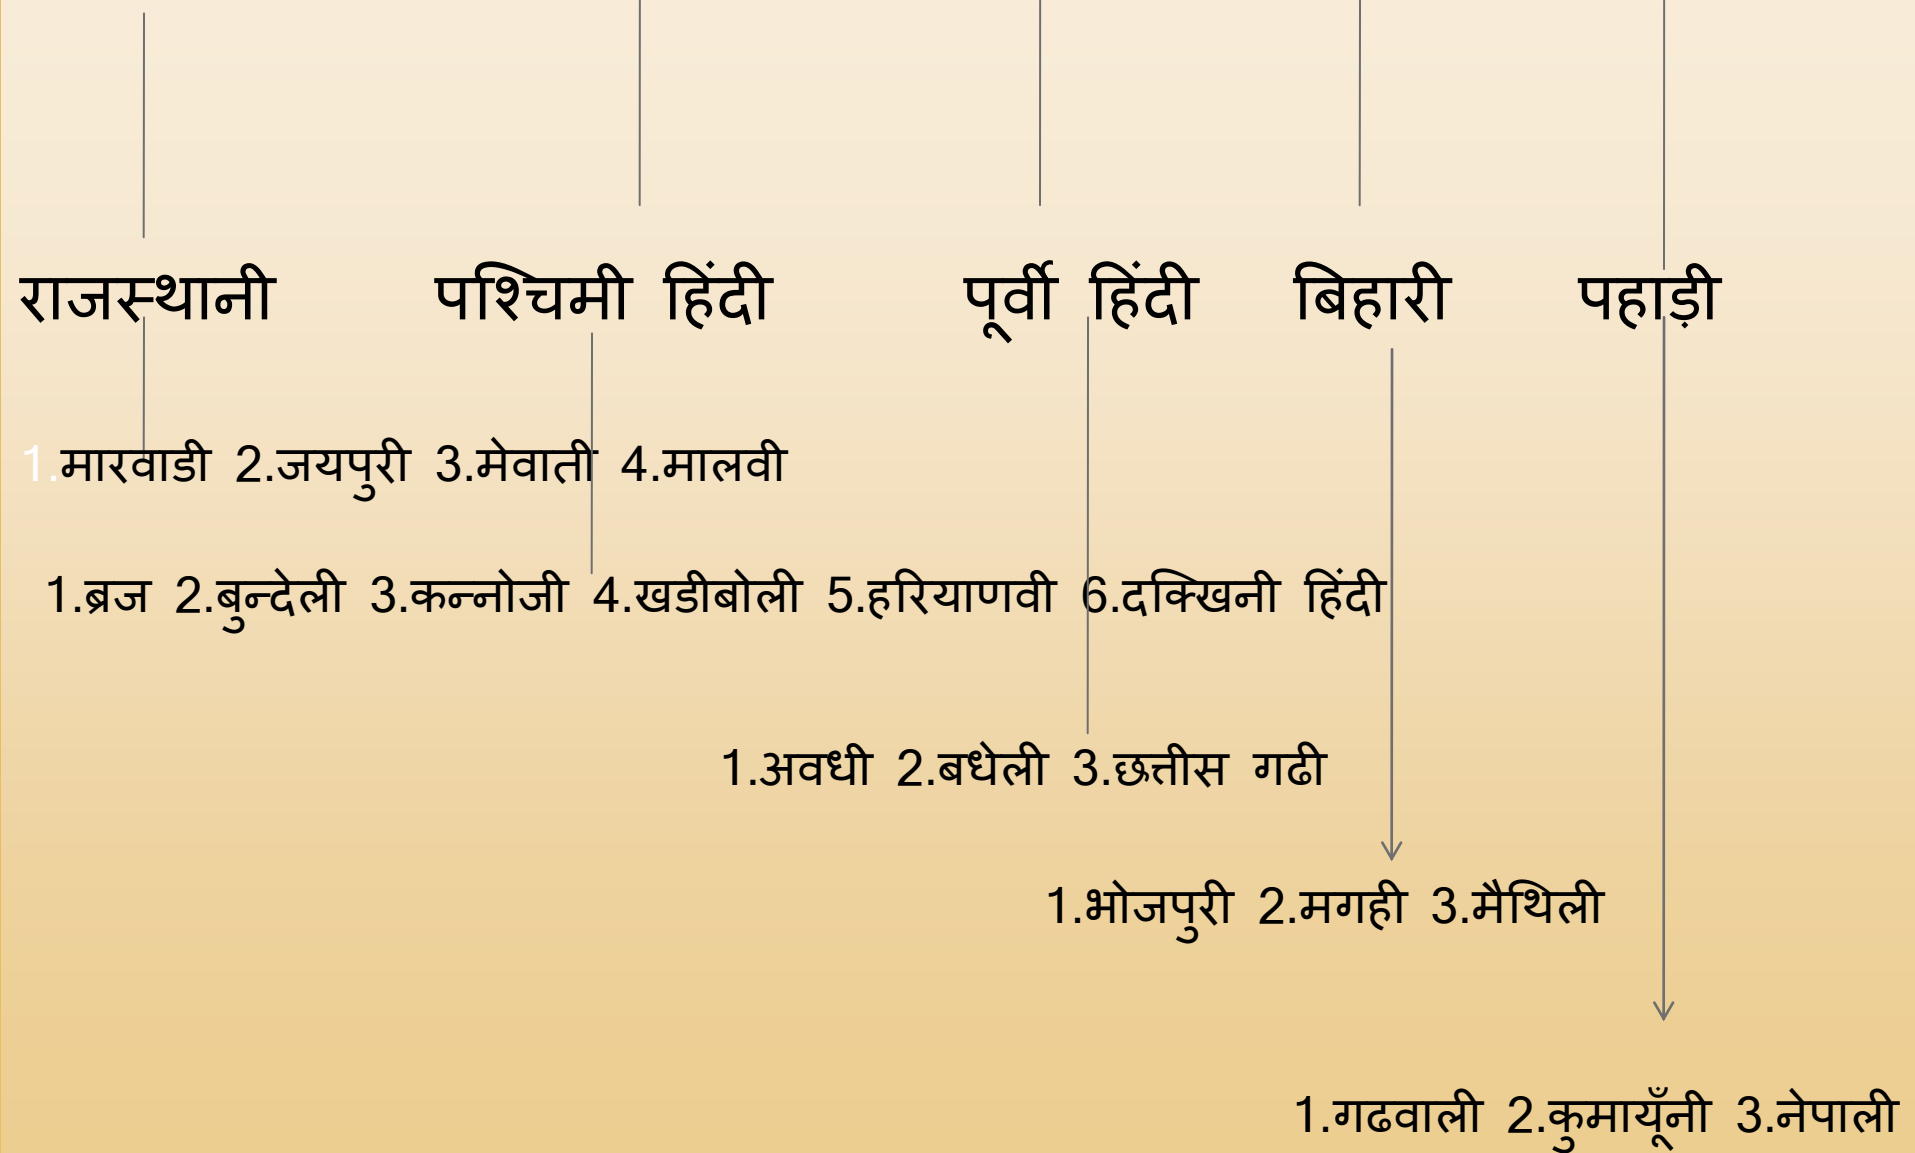 राजस्थानी पश्चिमी हिंदी पूर्वी हिंदी बिहारी पहाड़ी
1.मारवाडी 2.जयपुरी 3.मेवाती 4.मालवी
1.ब्रज 2.बुन्देली 3.कन्नोजी 4.खडीबोली 5.हरियाणवी 6.दक्खिनी हिंदी
1.अवधी 2.बधेली 3.छत्तीस गढी
1.भोजपुरी 2.मगही 3.मैथिली
1.गढवाली 2.कुमायूँनी 3.नेपाली